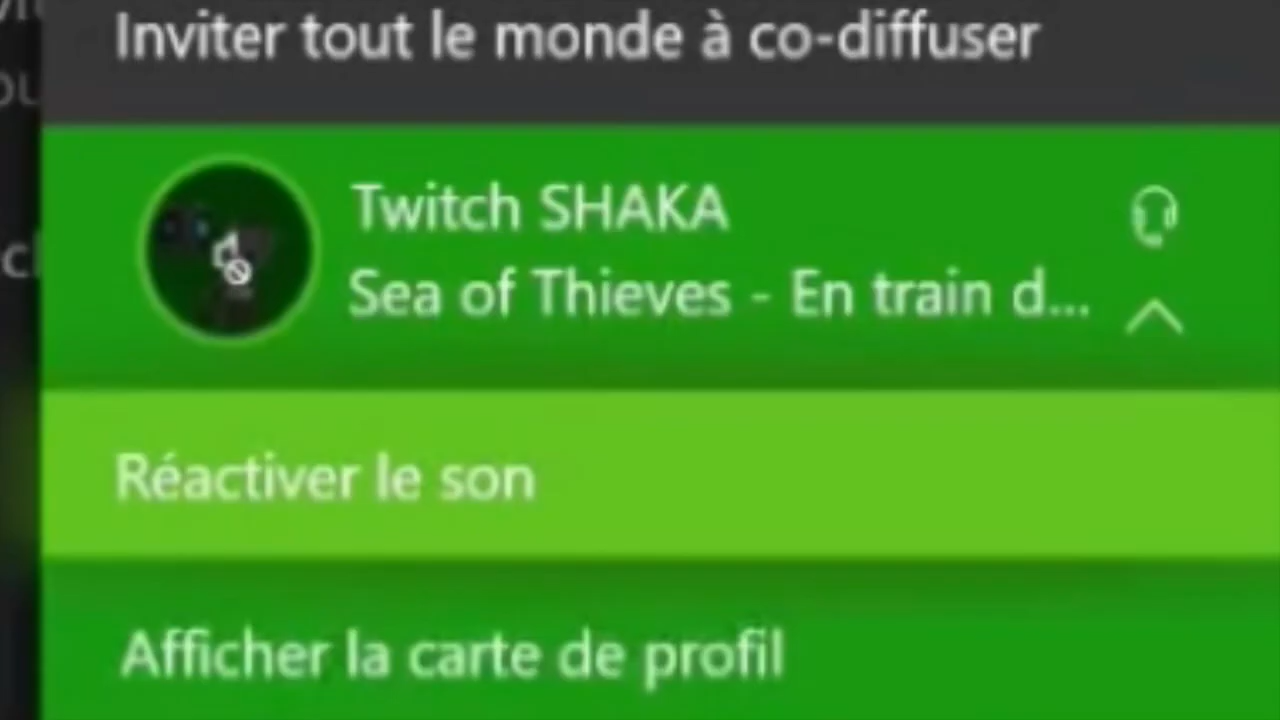 Inviter tout le monde à co-diffuser
Twitch SHAKA
Sea of Thieves - En train d...
Réactiver le son
Afficher la carte de profil